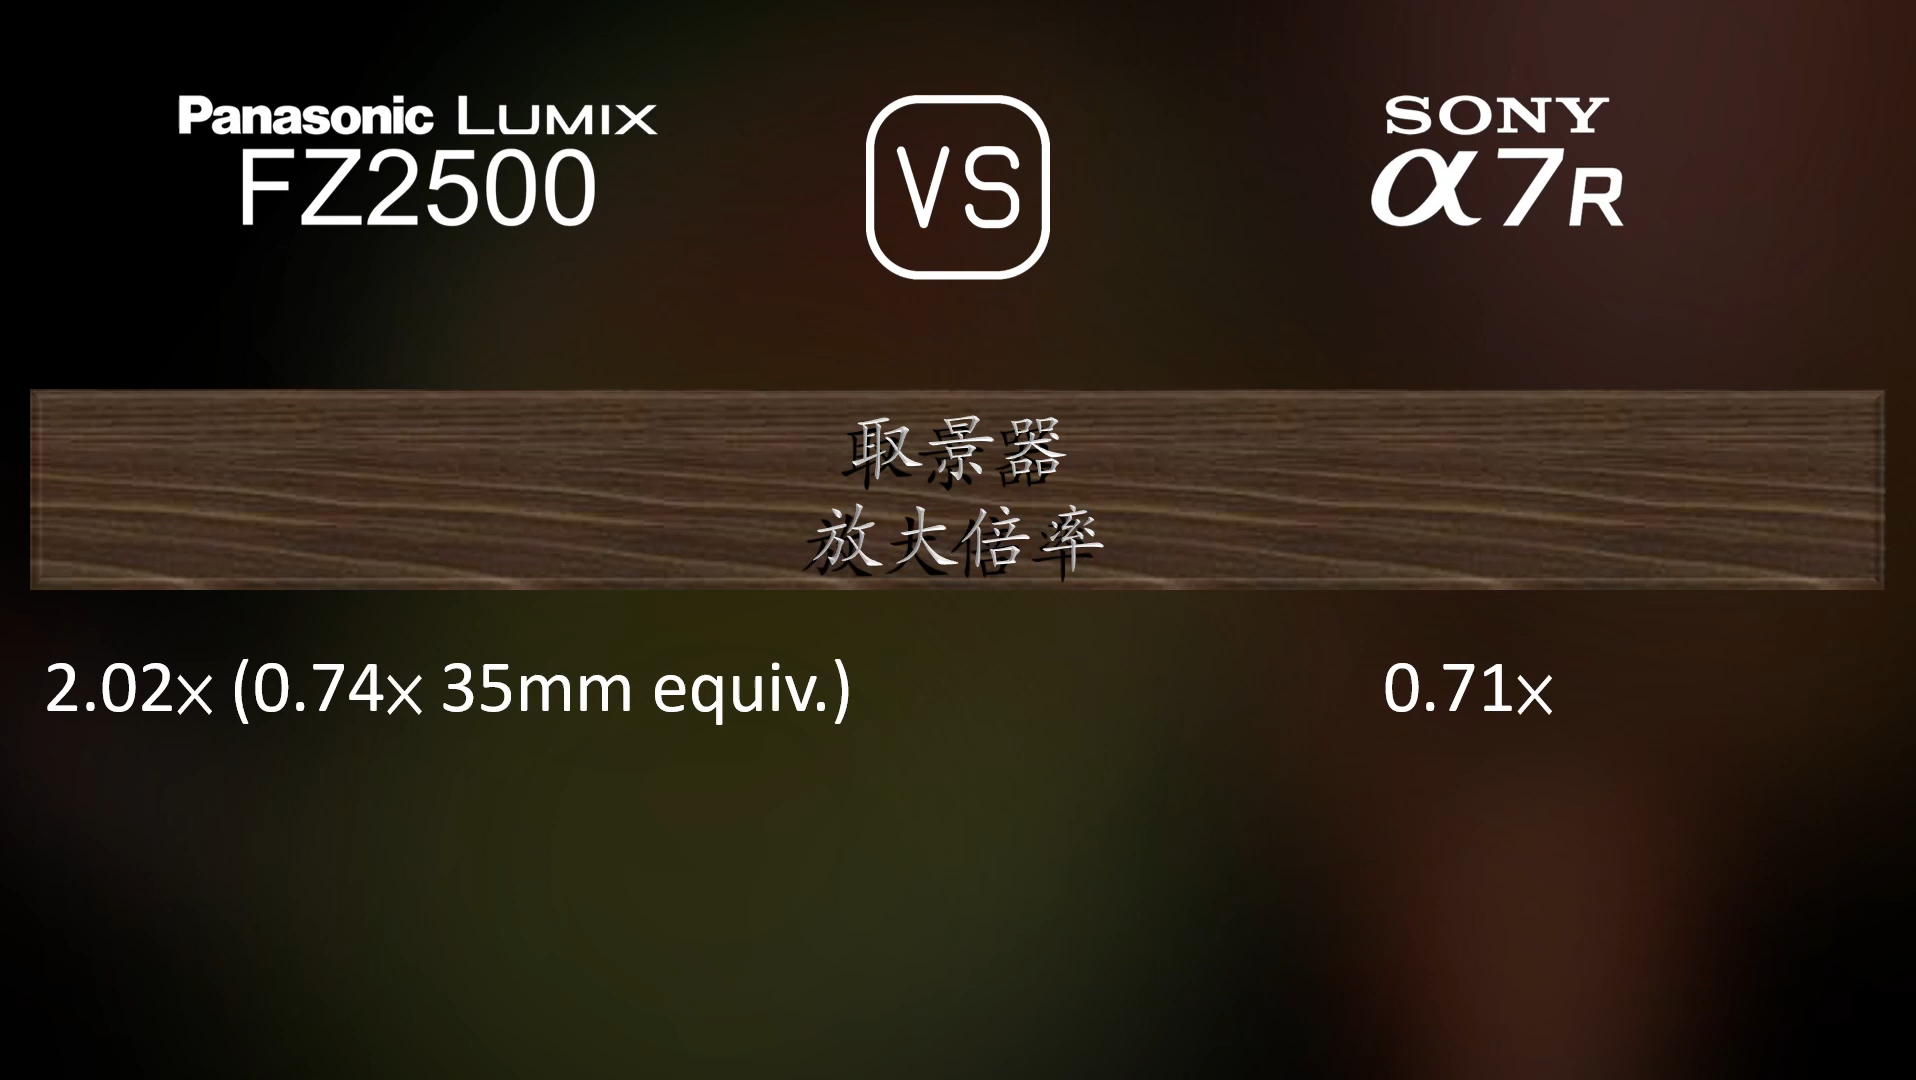 Panasonic LUMIX
FZ2500
VS
SONY
α7R
取景器
放大倍率
2.02x (0.74x 35mm equiv.)
0.71x